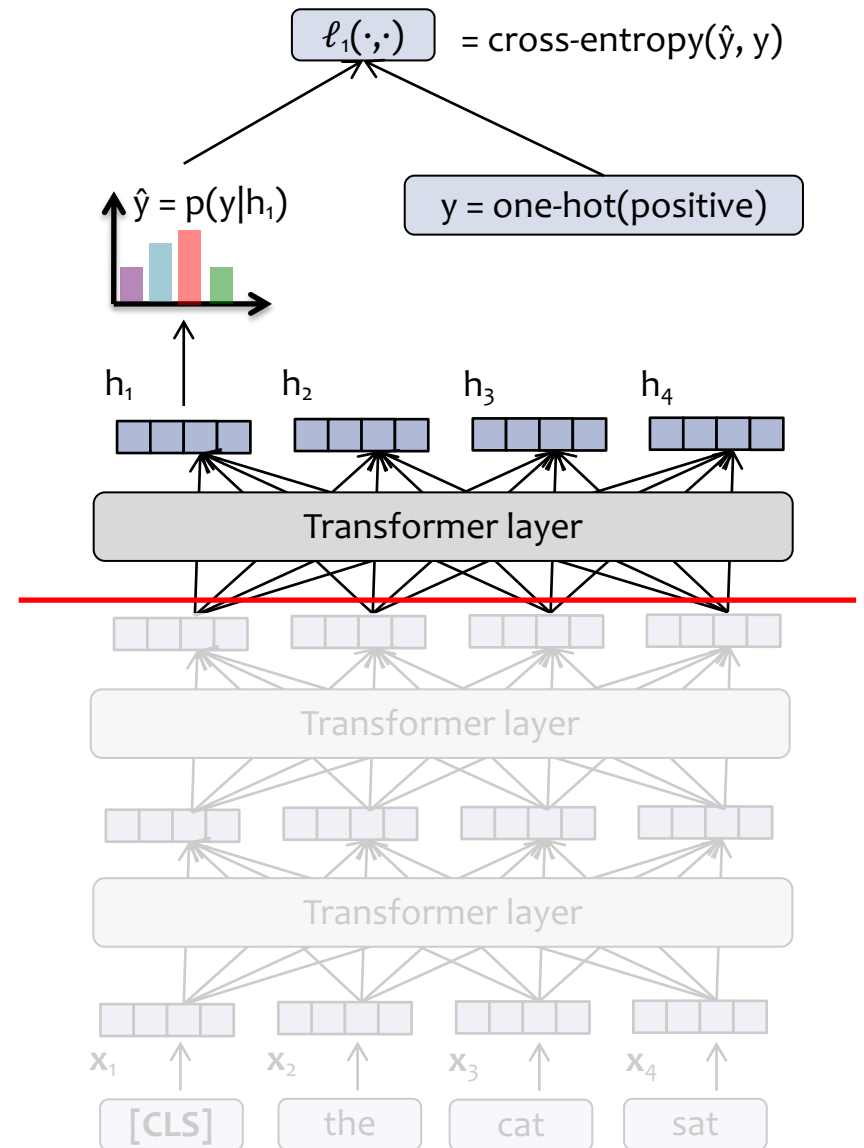 ℓ₁(·,·) = cross-entropy(ŷ, y)
ŷ = p(y|h₁)
y = one-hot(positive)
h₁ h₂ h₃ h₄
Transformer layer
Transformer layer
Transformer layer
x₁ x₂ x₃ x₄
[CLS] the cat sat